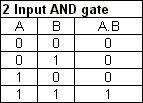 2 Input AND gate
A B A.B
0 0 0
0 1 0
1 0 0
1 1 1